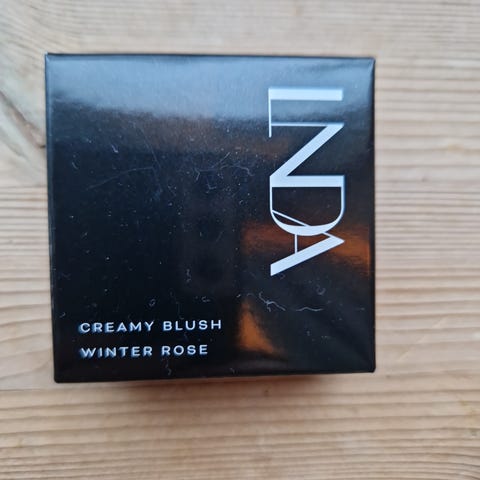 LNDA
CREAMY BLUSH
WINTER ROSE